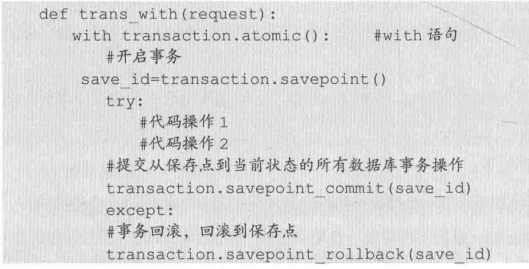 def trans_with(request):
with transaction.atomic(): #with 语句
#开启事务
save_id=transaction.savepoint()
try:
#代码操作 1
#代码操作 2
#提交从保存点到当前状态的所有数据库事务操作
transaction.savepoint_commit(save_id)
except:
#事务回滚，回滚到保存点
transaction.savepoint_rollback(save_id)